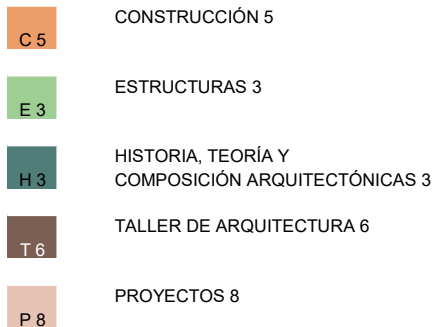 CONSTRUCCIÓN 5
C 5
ESTRUCTURAS 3
E 3
HISTORIA, TEORÍA Y
COMPOSICIÓN ARQUITECTÓNICAS 3
H 3
TALLER DE ARQUITECTURA 6
T 6
PROYECTOS 8
P 8